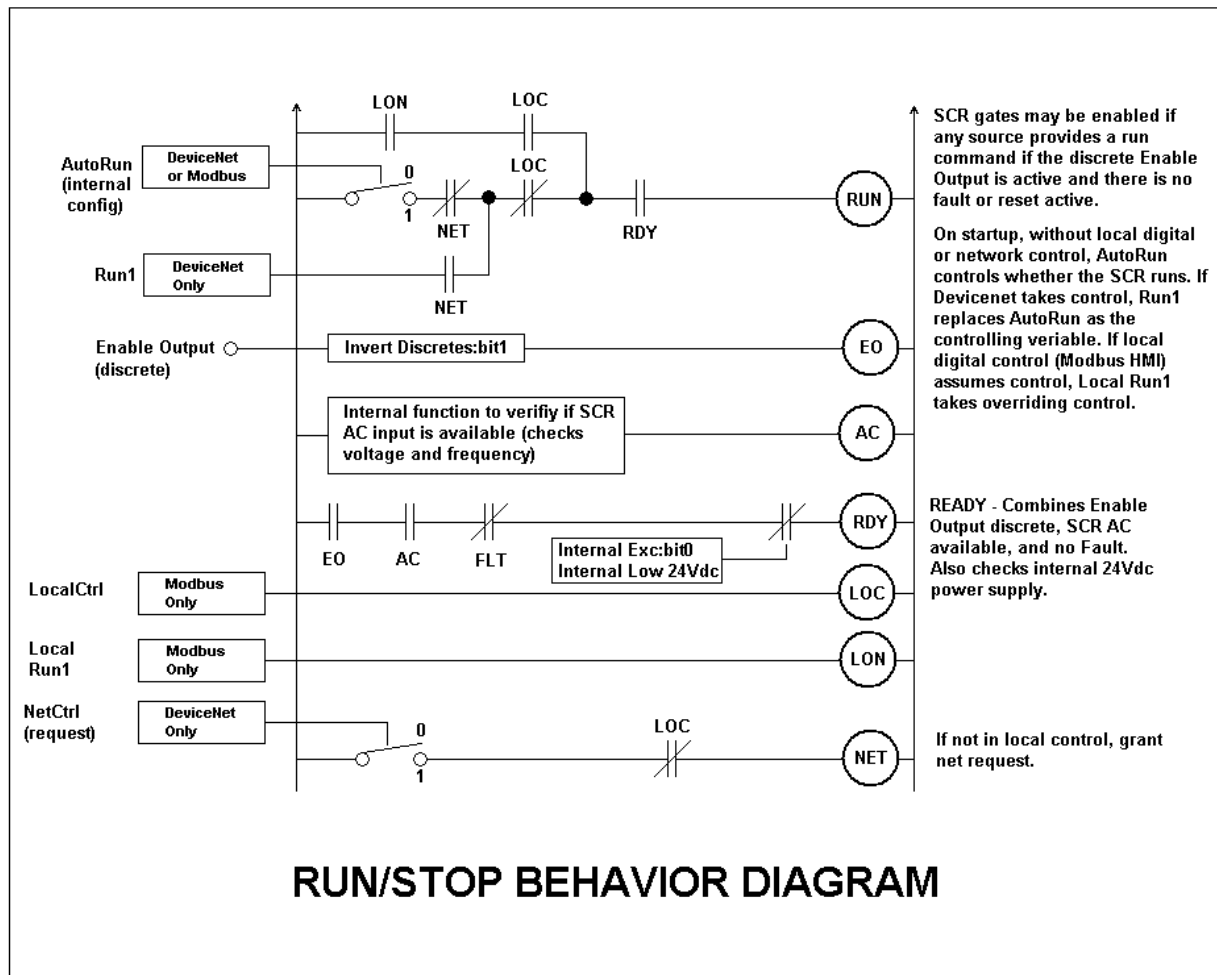 LON
LOC
AutoRun
(internal
config)
DeviceNet
or Modbus
0
1
NET
LOC
RDY
RUN
Run1
DeviceNet
Only
NET
Enable Output
(discrete)
Invert Discretes:bit1
EO
Internal function to verifiy if SCR
AC input is available (checks
voltage and frequency)
AC
EO
AC
FLT
Internal Exc:bit0
Internal Low 24Vdc
RDY
LocalCtrl
Modbus
Only
LOC
Local
Run1
Modbus
Only
LON
NetCtrl
(request)
DeviceNet
Only
0
1
LOC
NET
SCR gates may be enabled if
any source provides a run
command if the discrete Enable
Output is active and there is no
fault or reset active.
On startup, without local digital
or network control, AutoRun
controls whether the SCR runs. If
Devicenet takes control, Run1
replaces AutoRun as the
controlling veriable. If local
digital control (Modbus HMI)
assumes control, Local Run1
takes overriding control.
READY - Combines Enable
Output discrete, SCR AC
available, and no Fault.
Also checks internal 24Vdc
power supply.
If not in local control, grant
net request.
RUN/STOP BEHAVIOR DIAGRAM